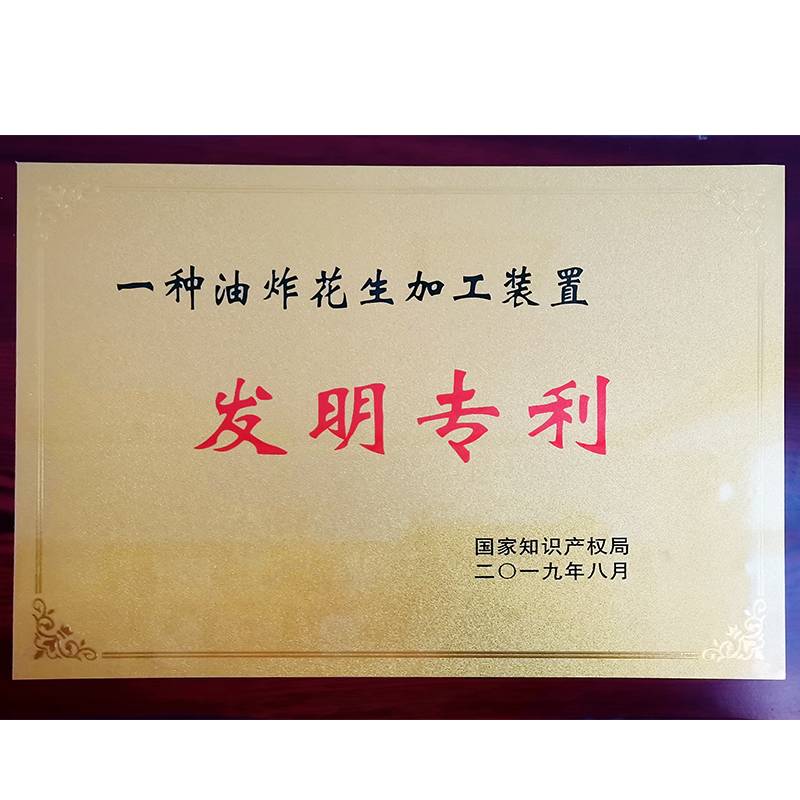 一种油炸花生加工装置
发明专利
国家知识产权局
二〇一九年八月